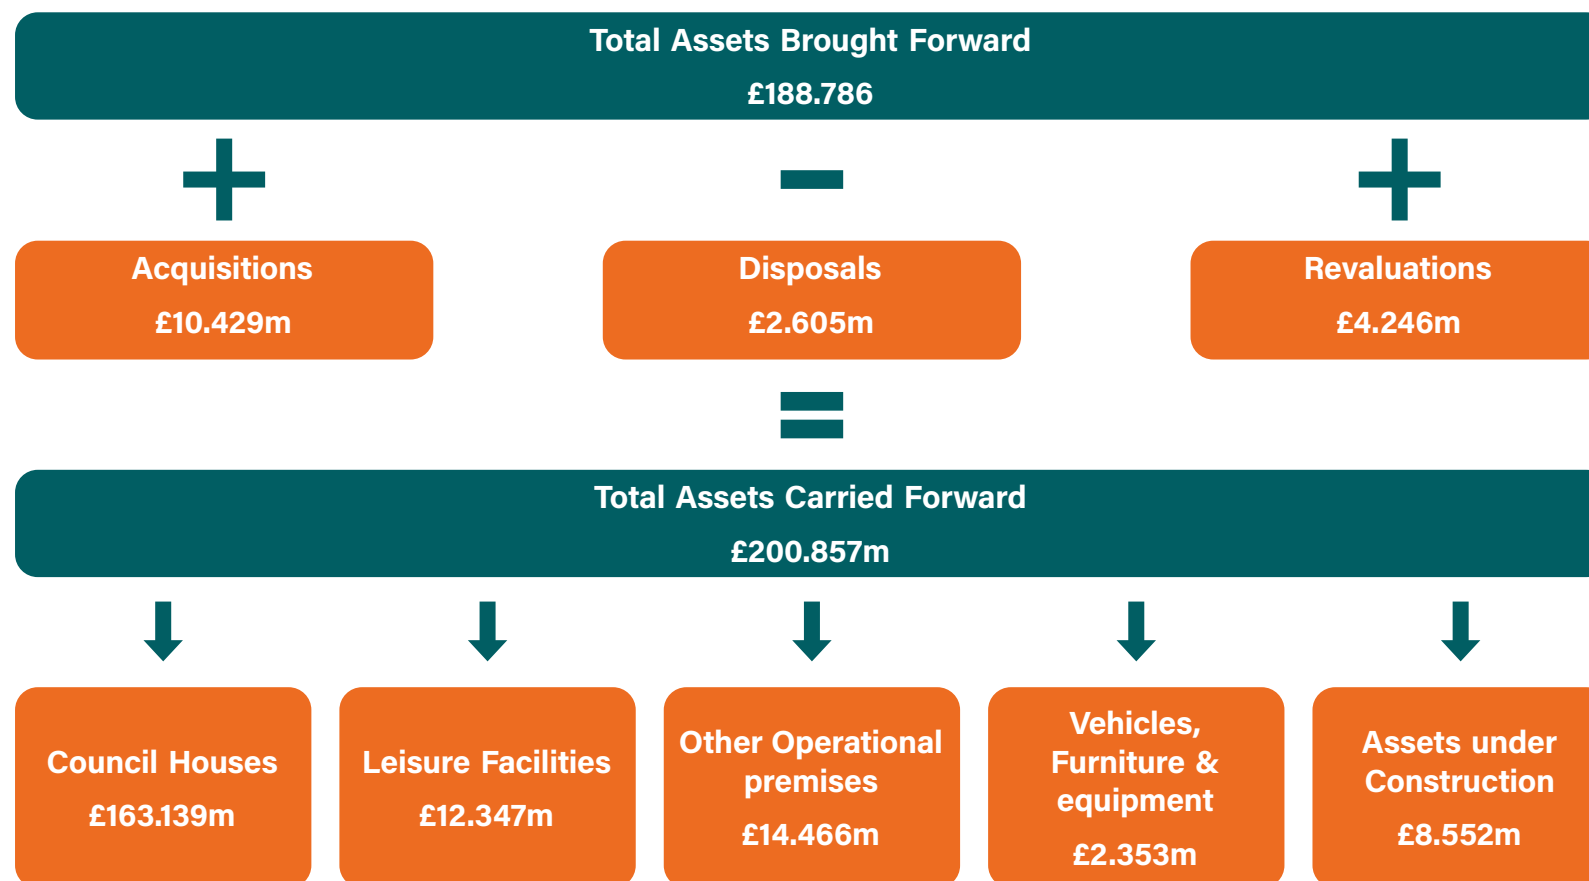 Total Assets Brought Forward
£188.786
+
-
+
Acquisitions
£10.429m
Disposals
£2.605m
Revaluations
£4.246m
=
Total Assets Carried Forward
£200.857m
Council Houses
£163.139m
Leisure Facilities
£12.347m
Other Operational
premises
£14.466m
Vehicles,
Furniture &
equipment
£2.353m
Assets under
Construction
£8.552m